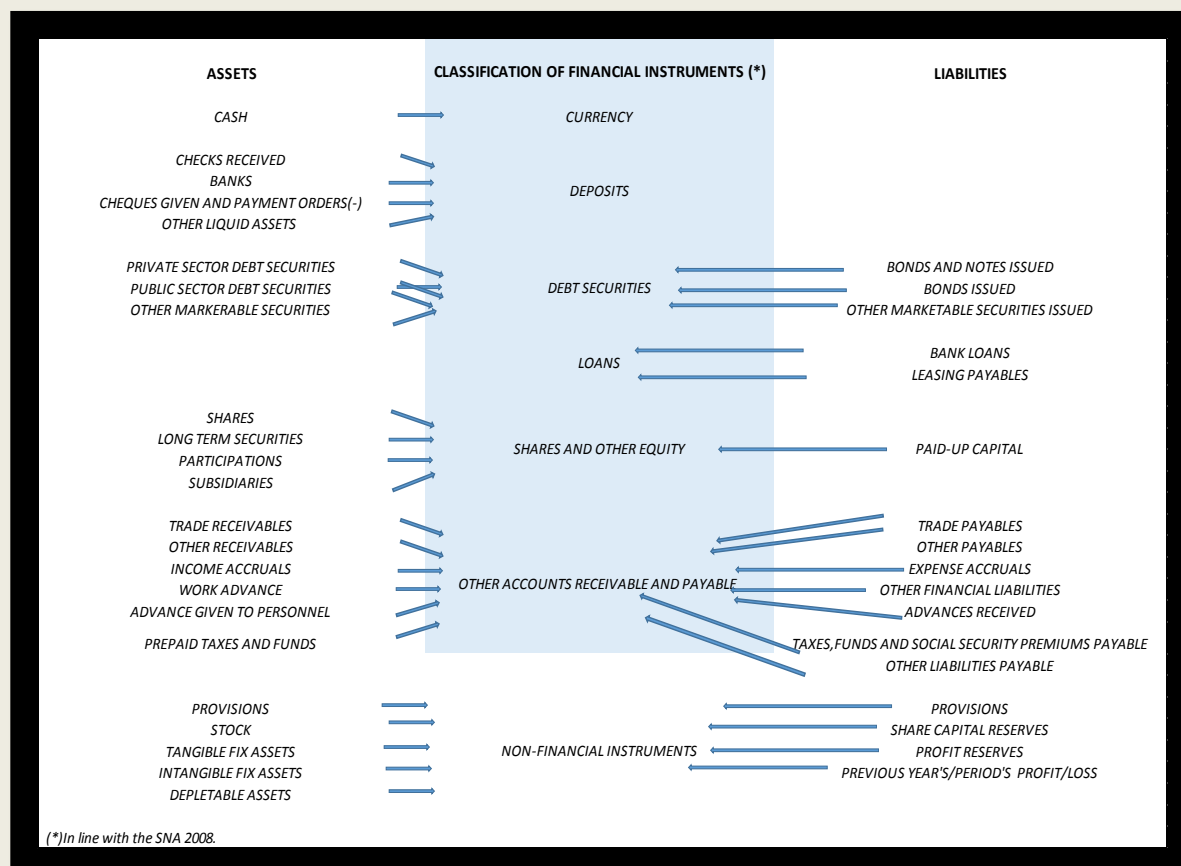 ASSETS CLASSIFICATION OF FINANCIAL INSTRUMENTS (*) LIABILITIES
CASH CURRENCY
CHECKS RECEIVED
BANKS
DEPOSITS
CHEQUES GIVEN AND PAYMENT ORDERS(-)
OTHER LIQUID ASSETS
PRIVATE SECTOR DEBT SECURITIES BONDS AND NOTES ISSUED
PUBLIC SECTOR DEBT SECURITIES DEBT SECURITIES BONDS ISSUED
OTHER MARKERABLE SECURITIES OTHER MARKETABLE SECURITIES ISSUED
BANK LOANS
LOANS
LEASING PAYABLES
SHARES
LONG TERM SECURITIES
SHARES AND OTHER EQUITY PAID-UP CAPITAL
PARTICIPATIONS
SUBSIDIARIES
TRADE RECEIVABLES TRADE PAYABLES
OTHER RECEIVABLES OTHER PAYABLES
INCOME ACCRUALS EXPENSE ACCRUALS
OTHER ACCOUNTS RECEIVABLE AND PAYABLE
WORK ADVANCE OTHER FINANCIAL LIABILITIES
ADVANCE GIVEN TO PERSONNEL ADVANCES RECEIVED
PREPAID TAXES AND FUNDS TAXES,FUNDS AND SOCIAL SECURITY PREMIUMS PAYABLE
OTHER LIABILITIES PAYABLE
PROVISIONS PROVISIONS
STOCK SHARE CAPITAL RESERVES
TANGIBLE FIX ASSETS NON-FINANCIAL INSTRUMENTS PROFIT RESERVES
INTANGIBLE FIX ASSETS PREVIOUS YEAR'S/PERIOD'S PROFIT/LOSS
DEPLETABLE ASSETS
(*)In line with the SNA 2008.